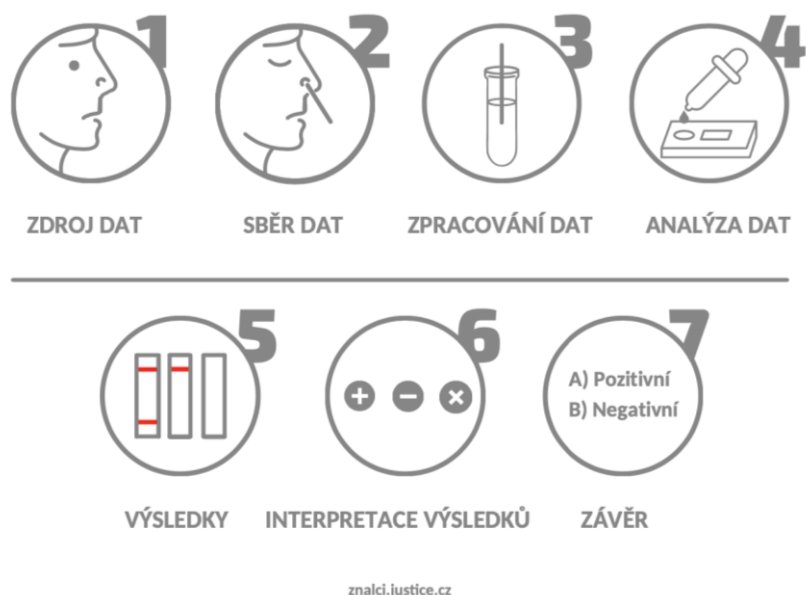 1
2
3
4
ZDROJ DAT
SBĚR DAT
ZPRACOVÁNÍ DAT
ANALÝZA DAT
5
6
7
A) Pozitivní
B) Negativní
VÝSLEDKY
INTERPRETACE VÝSLEDKŮ
ZÁVĚR
znalci.justice.cz